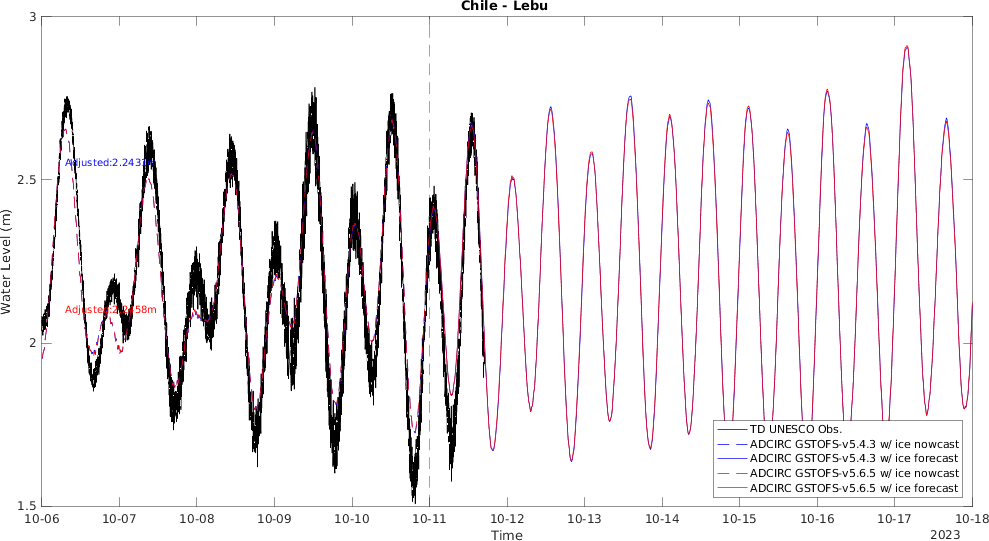 Chile - Lebu
Water Level (m)
3
2.5
2
1.5
Adjusted:2.243
Adjusted: 58m
10-06 10-07 10-08 10-09 10-10 10-11 10-12 10-13 10-14 10-15 10-16 10-17 10-18
Time
2023
TD UNESCO Obs.
ADCIRC GSTOFS-v5.4.3 w/ ice nowcast
ADCIRC GSTOFS-v5.4.3 w/ ice forecast
ADCIRC GSTOFS-v5.6.5 w/ ice nowcast
ADCIRC GSTOFS-v5.6.5 w/ ice forecast